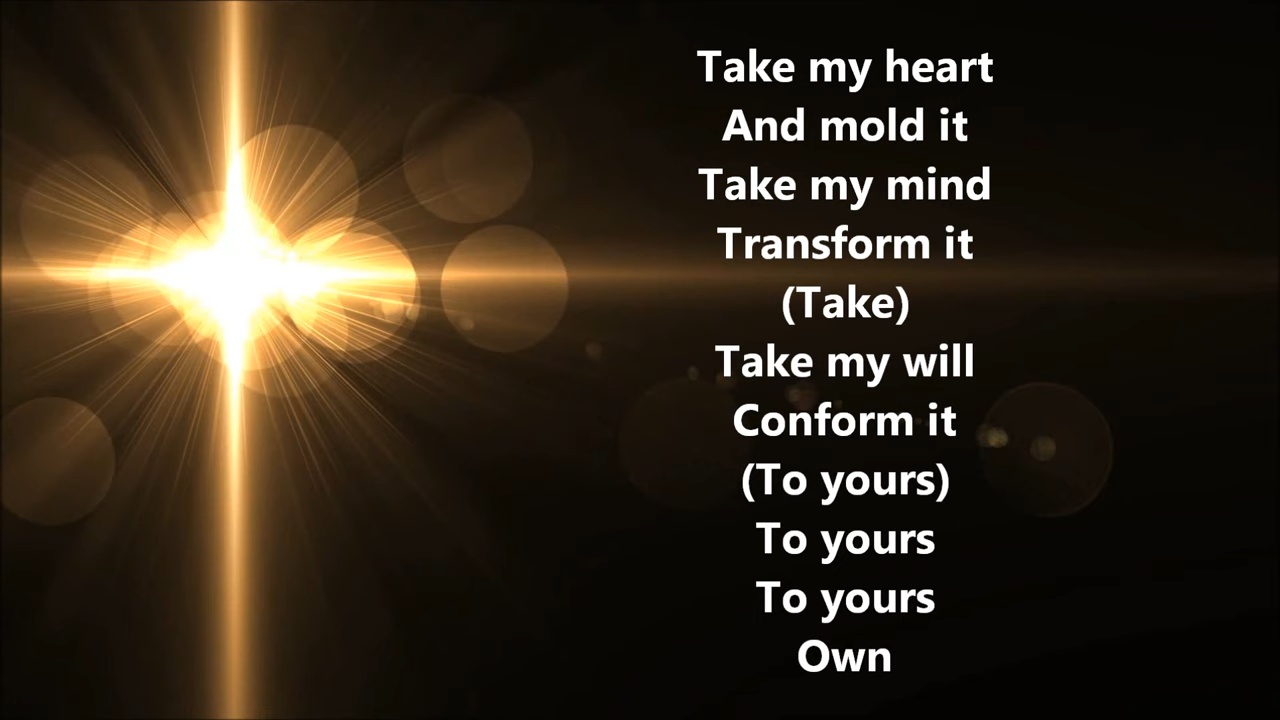 Take my heart
And mold it
Take my mind
Transform it
(Take)
Take my will
Conform it
(To yours)
To yours
To yours
Own